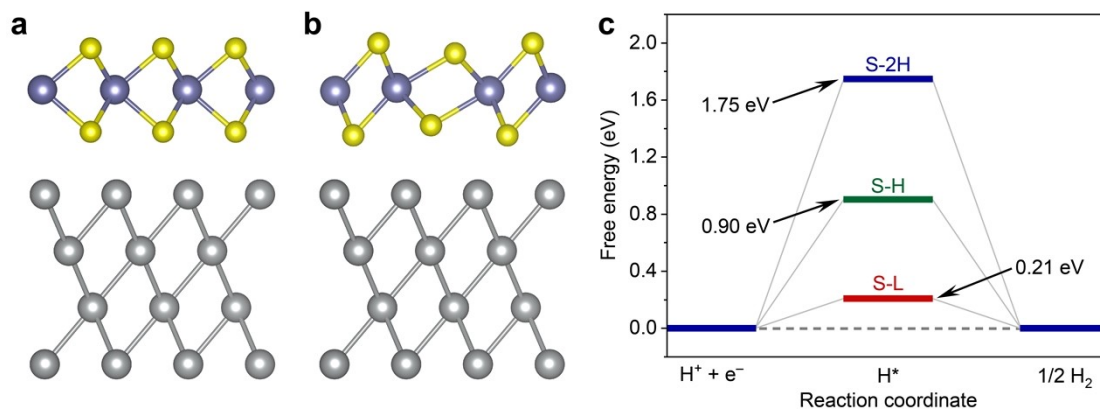 a
b
c
Free energy (eV)
2.0
1.6
1.2
0.8
0.4
0.0
S-2H
1.75 eV
S-H
0.90 eV
S-L
0.21 eV
H⁺ + e⁻
H*
1/2 H₂
Reaction coordinate